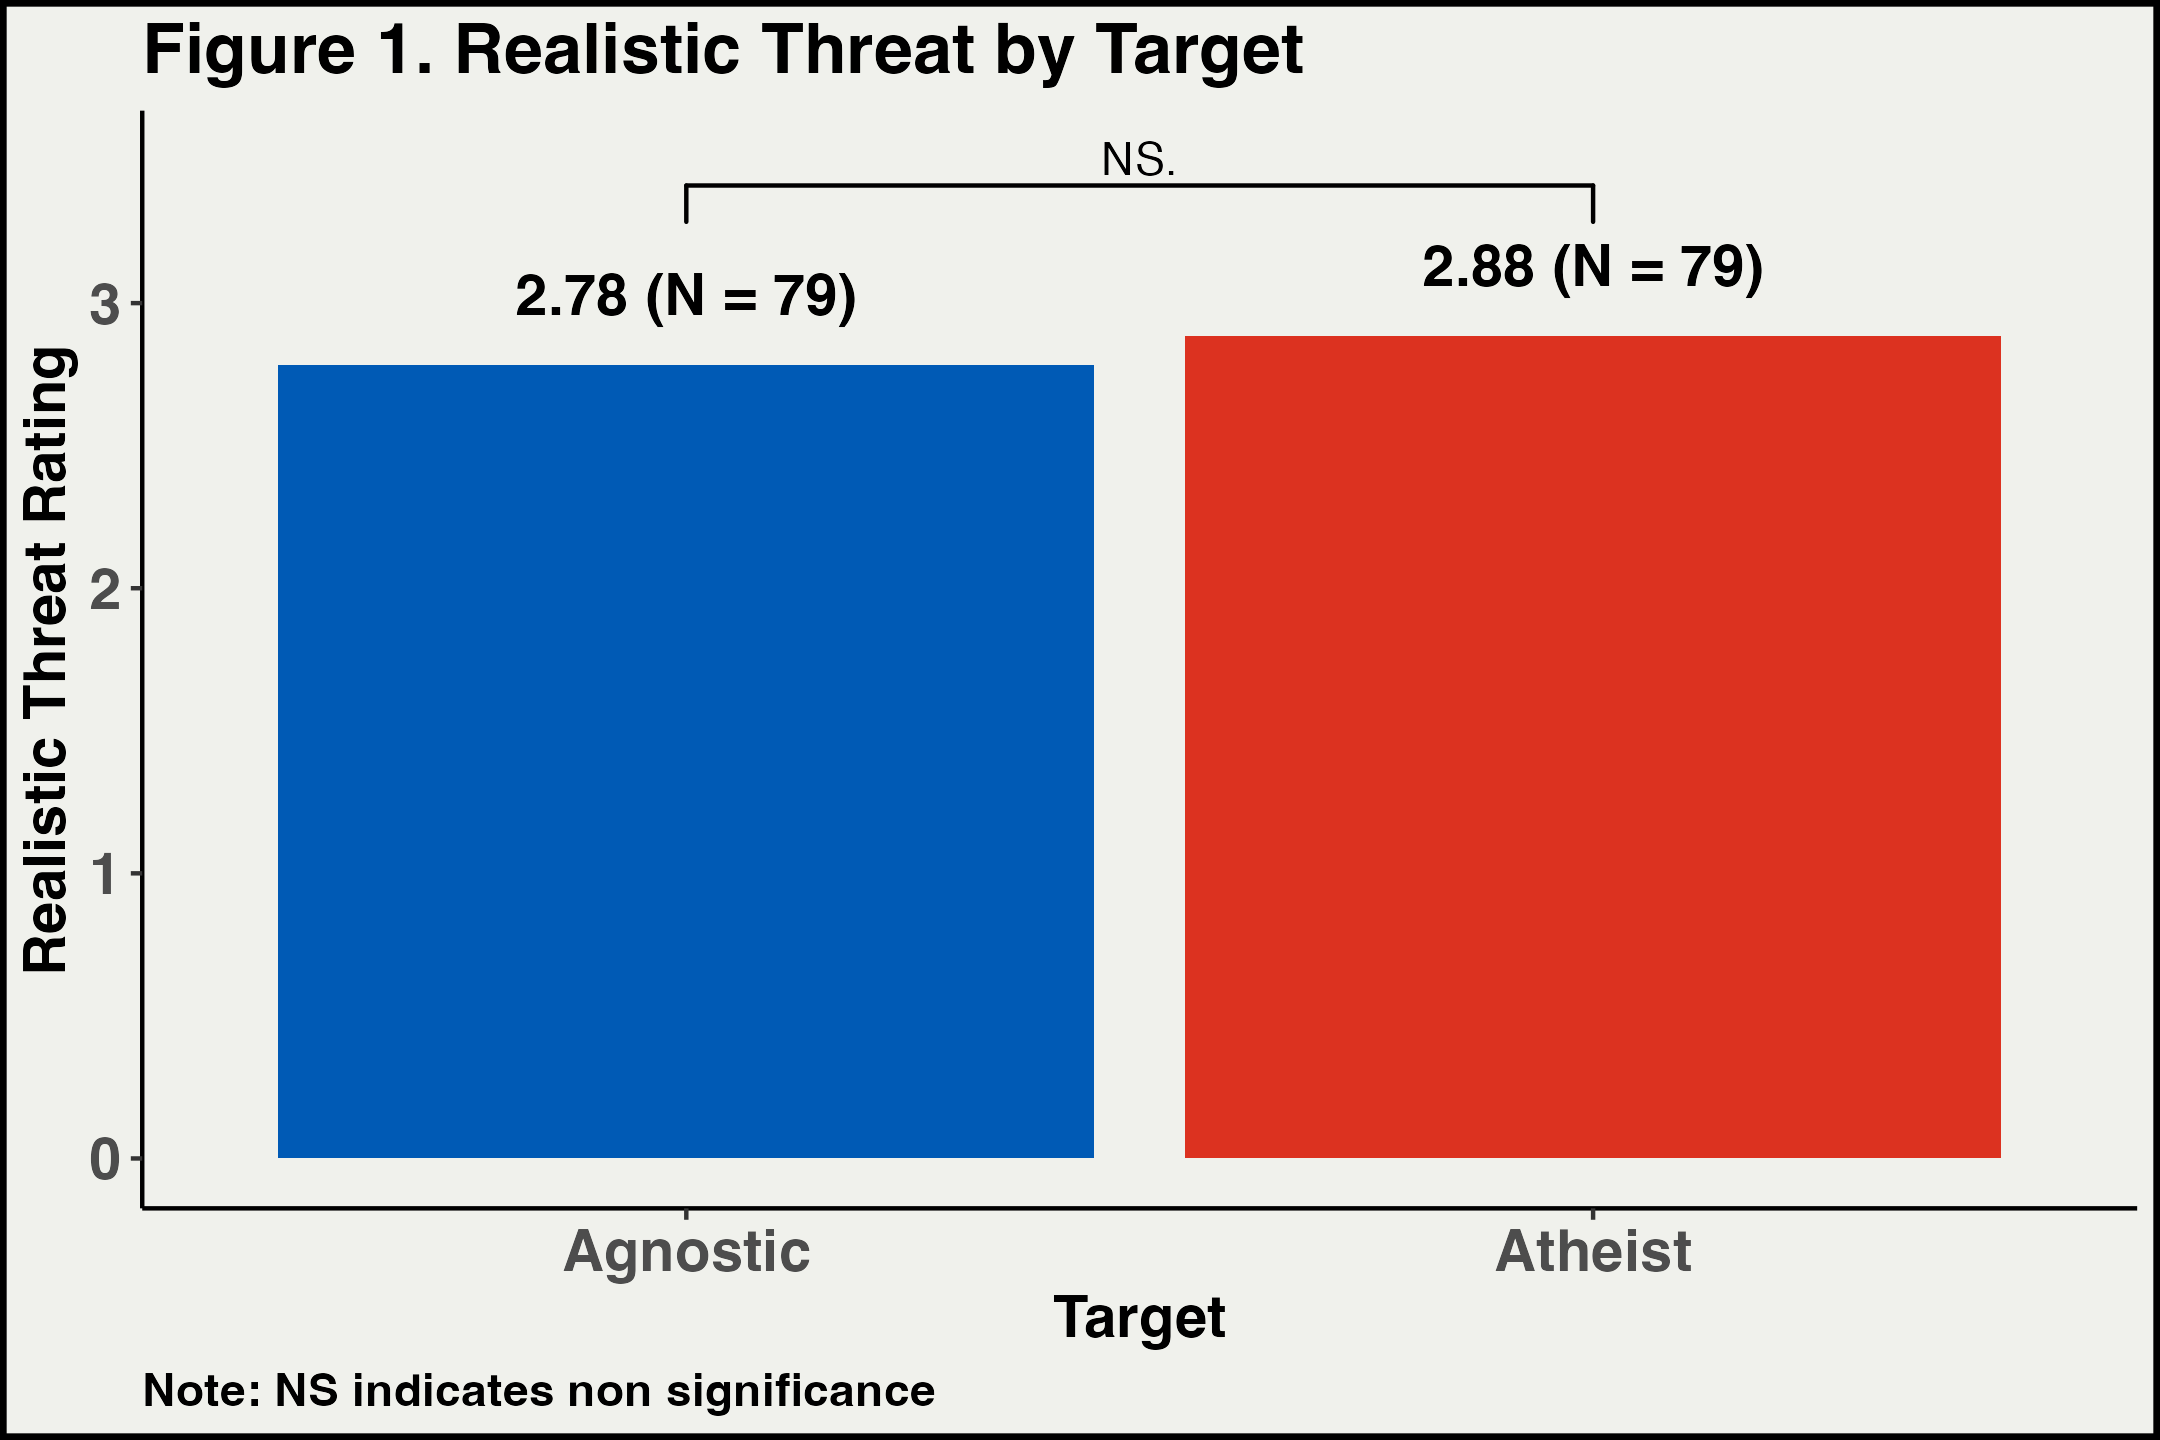 Figure 1. Realistic Threat by Target
NS.
2.78 (N = 79)
2.88 (N = 79)
Realistic Threat Rating
3
2
1
0
Agnostic
Atheist
Target
Note: NS indicates non significance